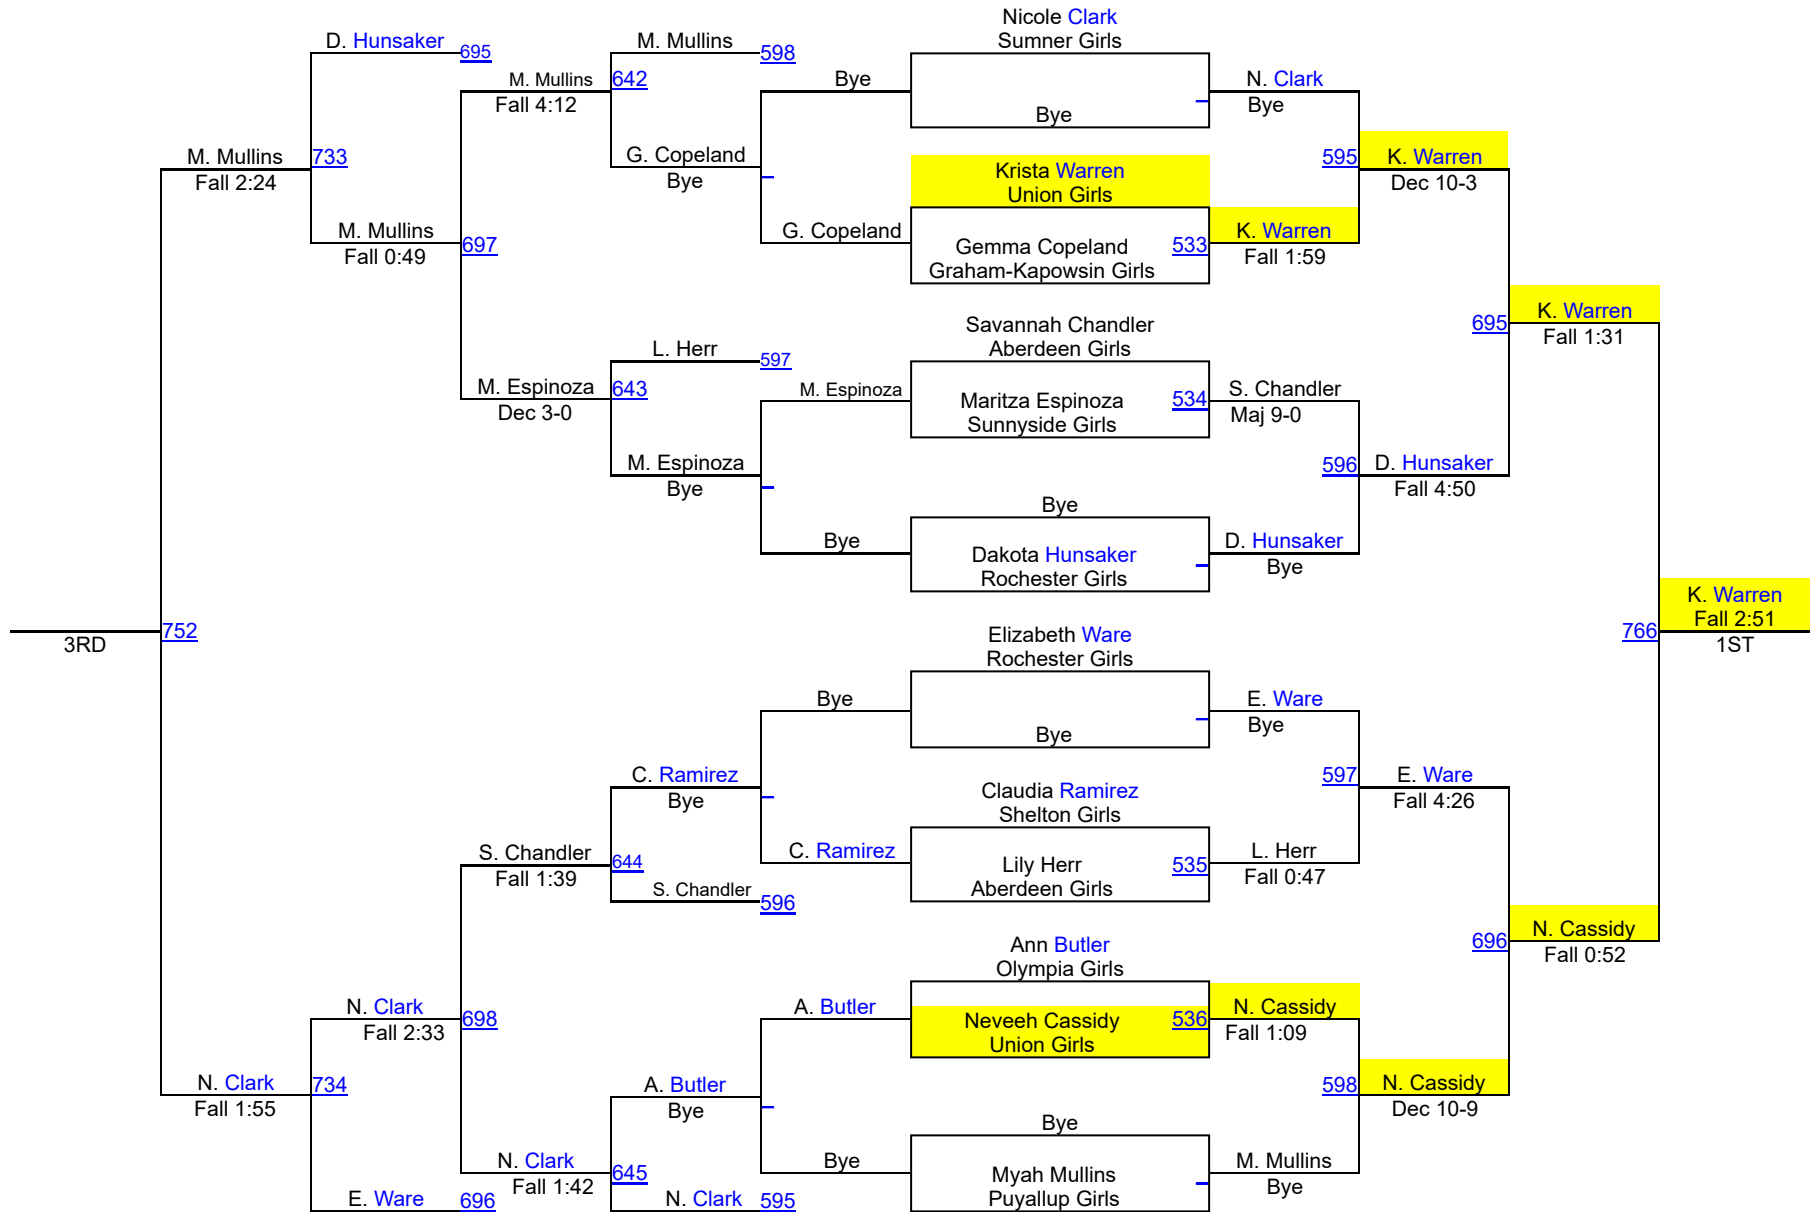 Nicole Clark
Sumner Girls
D. Hunsaker
695
M. Mullins
598
M. Mullins
642
Fall 4:12
Bye
Bye
N. Clark
Bye
M. Mullins
733
Fall 2:24
G. Copeland
Bye
Krista Warren
Union Girls
595
K. Warren
Dec 10-3
M. Mullins
697
Fall 0:49
G. Copeland
Gemma Copeland
533
Graham-Kapowsin Girls
K. Warren
Fall 1:59
K. Warren
695
Fall 1:31
Savannah Chandler
Aberdeen Girls
L. Herr
597
M. Espinoza
643
Dec 3-0
M. Espinoza
Maritza Espinoza
534
Sunnyside Girls
S. Chandler
Maj 9-0
M. Espinoza
Bye
596
D. Hunsaker
Fall 4:50
Bye
Bye
Dakota Hunsaker
Rochester Girls
D. Hunsaker
Bye
3RD
752
766
K. Warren
Fall 2:51
1ST
Elizabeth Ware
Rochester Girls
Bye
Bye
E. Ware
Bye
C. Ramirez
Bye
597
E. Ware
Fall 4:26
Claudia Ramirez
Shelton Girls
S. Chandler
644
Fall 1:39
C. Ramirez
Lily Herr
535
Aberdeen Girls
L. Herr
Fall 0:47
S. Chandler
596
696
N. Cassidy
Fall 0:52
Ann Butler
Olympia Girls
N. Clark
698
Fall 2:33
A. Butler
Neveeh Cassidy
536
Union Girls
N. Cassidy
Fall 1:09
N. Clark
734
Fall 1:55
A. Butler
Bye
598
N. Cassidy
Dec 10-9
Bye
N. Clark
645
Fall 1:42
Bye
Myah Mullins
Puyallup Girls
M. Mullins
Bye
E. Ware
696
N. Clark
595